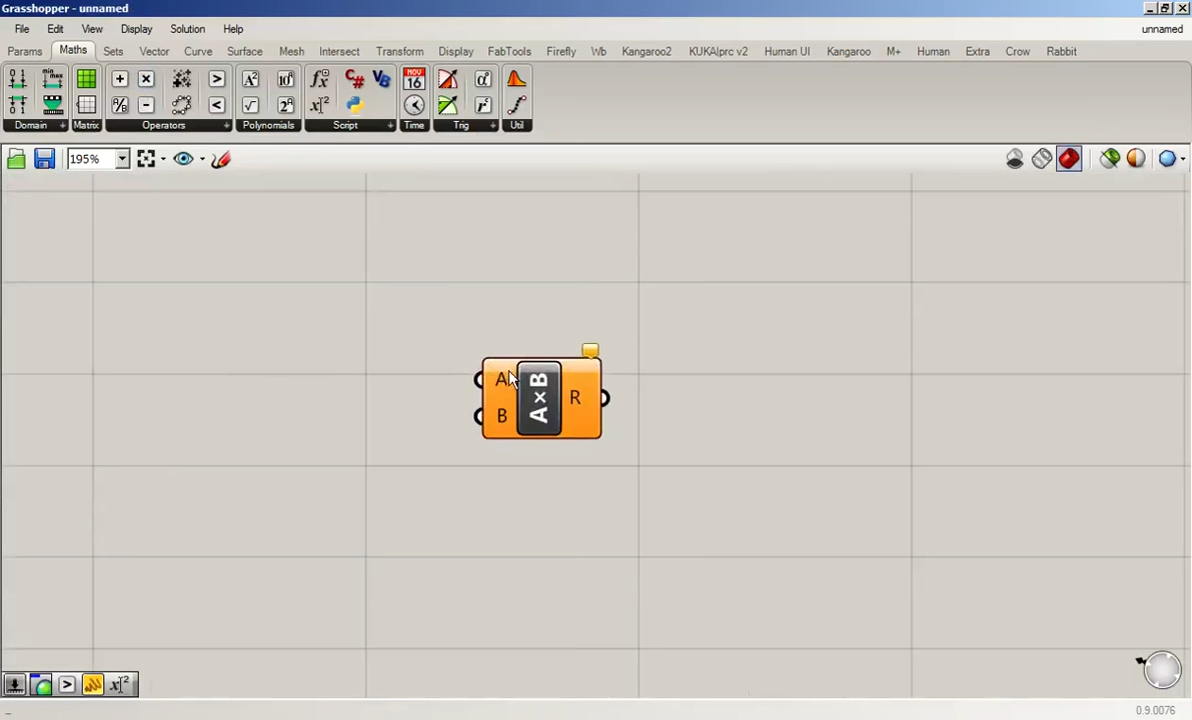 Grasshopper - unnamed
File Edit View Display Solution Help unnamed
Params Maths Sets Vector Curve Surface Mesh Intersect Transform Display FabTools Firefly Wb Kangaroo2 KUKA|prc v2 Human UI Kangaroo M+ Human Extra Crow Rabbit
Domain Matrix Operators Polynomials Script Time Trig Util
195%
A
A×B
R
B
0.9.0076